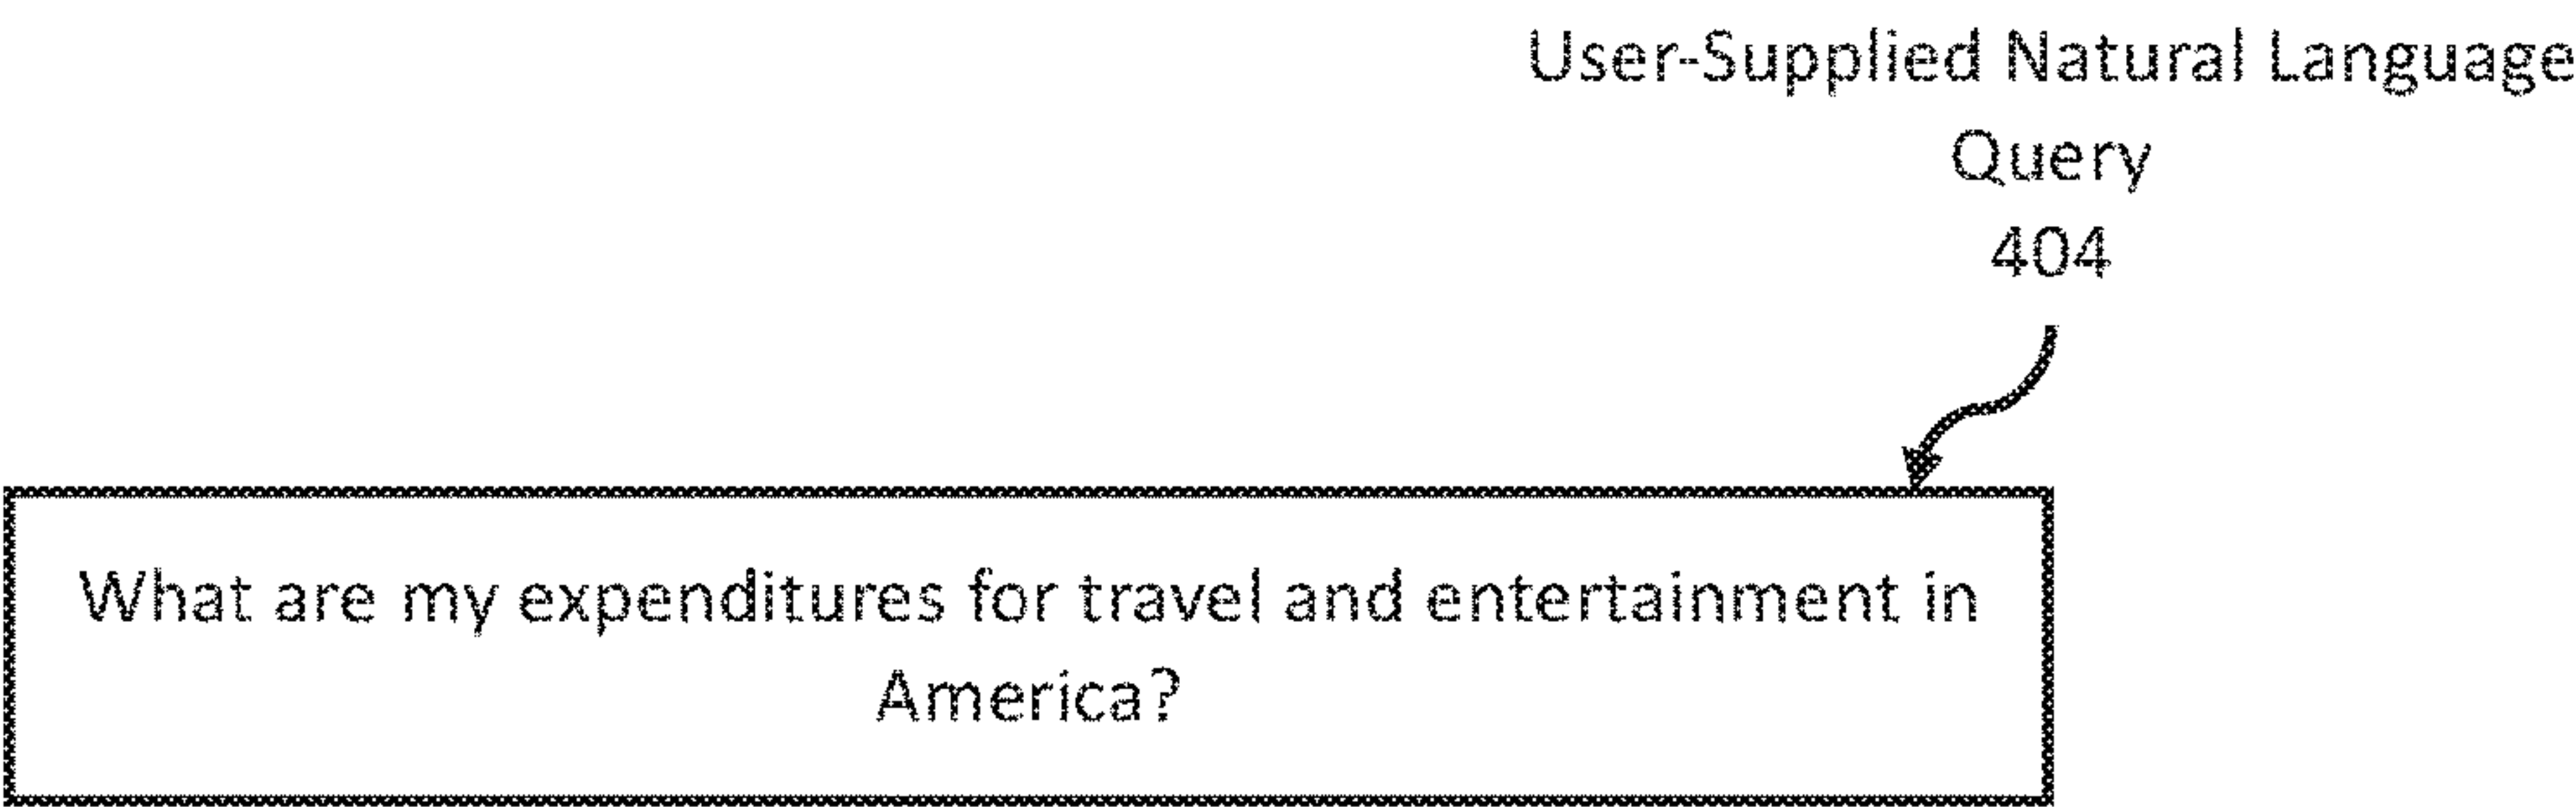 User-Supplied Natural Language
Query
404
What are my expenditures for travel and entertainment in
America?